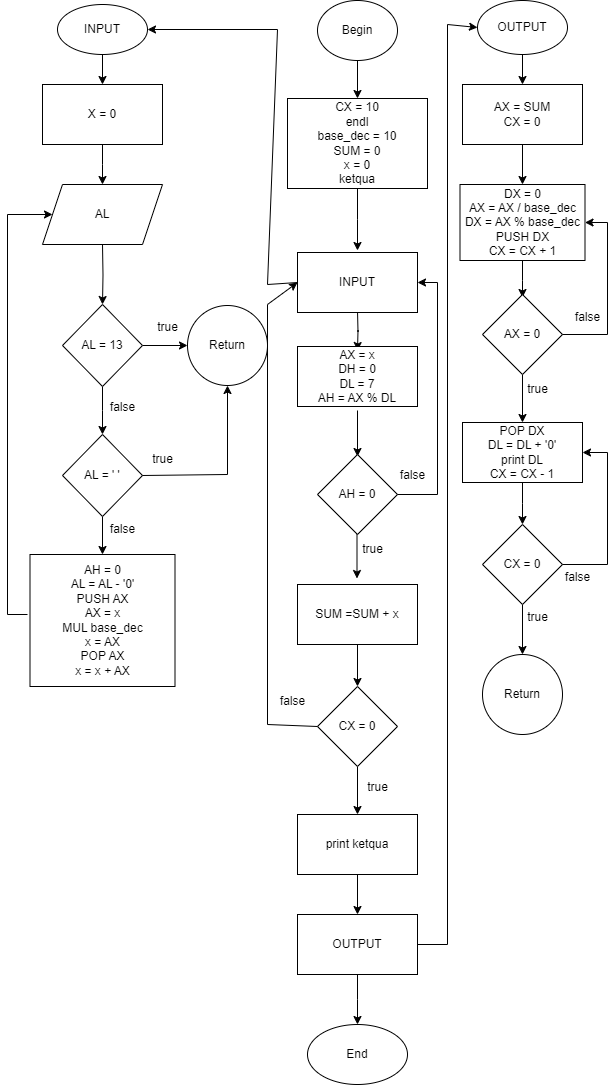 INPUT
X = 0
AL
AL = 13
true
Return
false
AL = ' '
true
false
AH = 0
AL = AL - '0'
PUSH AX
AX = x
MUL base_dec
x = AX
POP AX
x = x + AX
Begin
CX = 10
endl
base_dec = 10
SUM = 0
x = 0
ketqua
INPUT
AX = x
DH = 0
DL = 7
AH = AX % DL
AH = 0
false
true
SUM =SUM + x
CX = 0
false
true
print ketqua
OUTPUT
End
OUTPUT
AX = SUM
CX = 0
DX = 0
AX = AX / base_dec
DX = AX % base_dec
PUSH DX
CX = CX + 1
AX = 0
false
true
POP DX
DL = DL + '0'
print DL
CX = CX - 1
CX = 0
false
true
Return